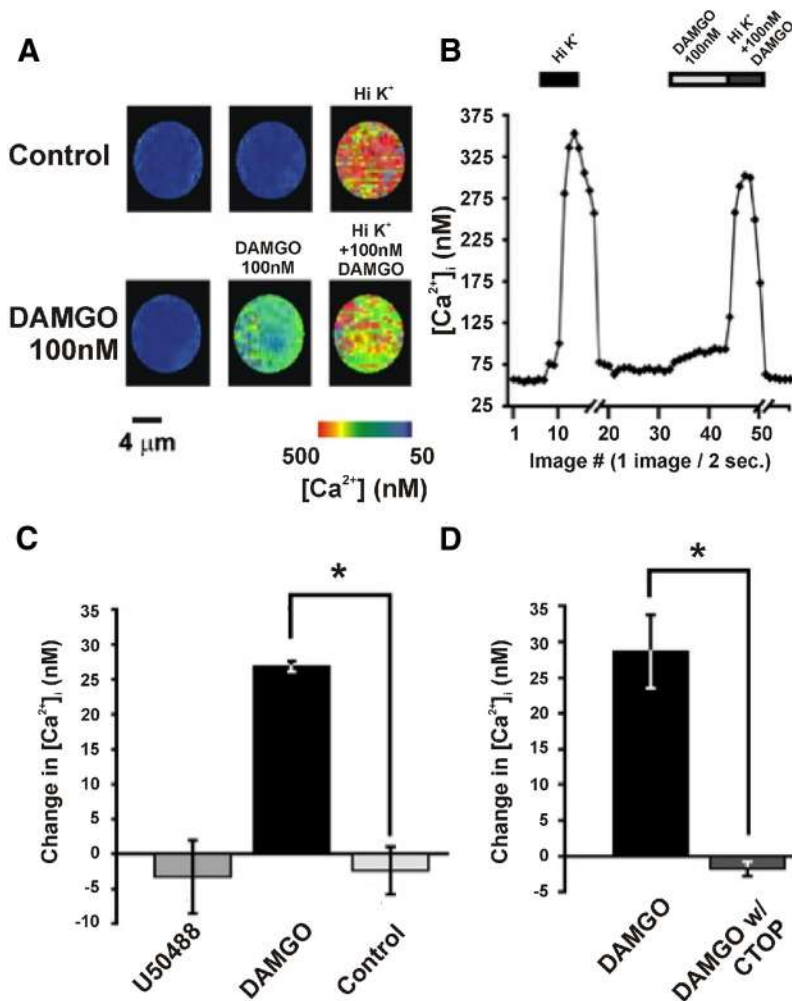 A
Hi K⁺
Control
DAMGO
100nM
Hi K⁺
+100nM
DAMGO
DAMGO
100nM
4 μm
500
50
[Ca²⁺] (nM)
B
Hi K⁺
DAMGO
100nM
Hi K⁺
+100nM
DAMGO
[Ca²⁺]ᵢ (nM)
375
325
275
225
175
125
75
25
1
10
20
30
40
50
Image # (1 image / 2 sec.)
C
*
Change in [Ca²⁺]ᵢ (nM)
35
30
25
20
15
10
5
0
-5
-10
U50488
DAMGO
Control
D
*
Change in [Ca²⁺]ᵢ (nM)
35
30
25
20
15
10
5
0
-5
DAMGO
DAMGO w/
CTOP